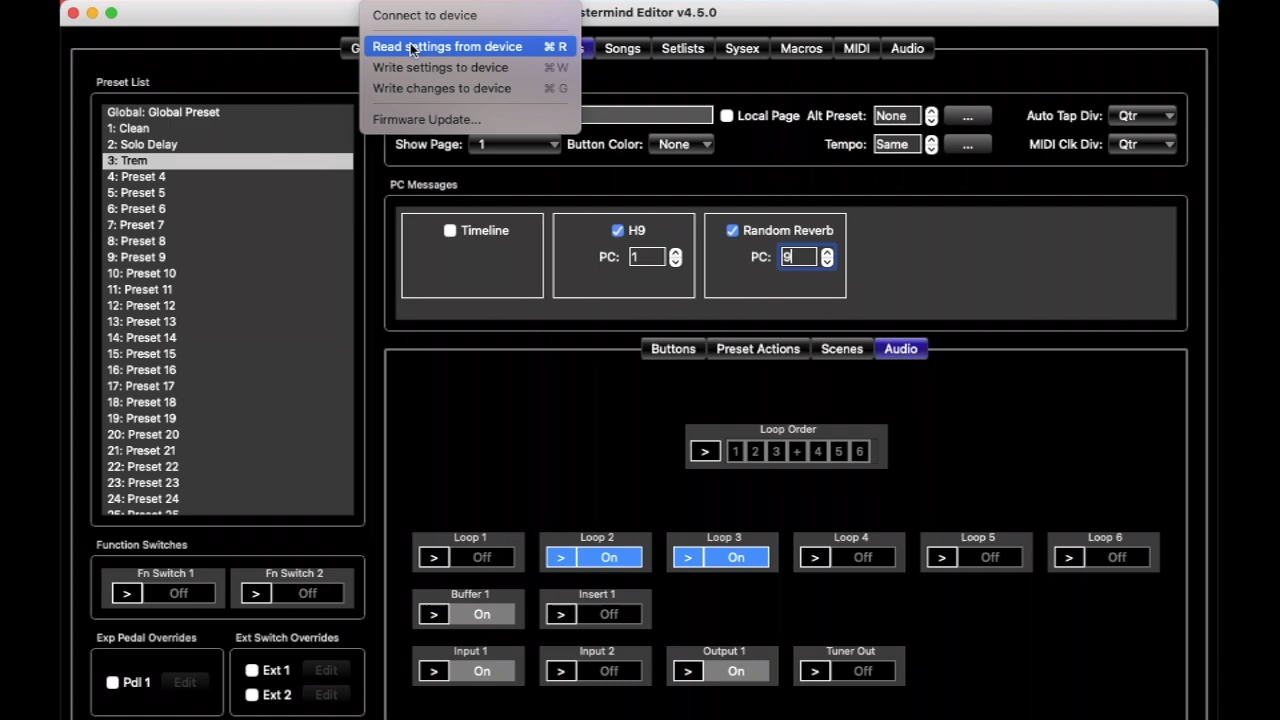 stermind Editor v4.5.0
Connect to device
Read settings from device ⌘ R
Write settings to device ⌘ W
Write changes to device ⌘ G
Firmware Update...
G
s
Songs
Setlists
Sysex
Macros
MIDI
Audio
Preset List
Global: Global Preset
1: Clean
2: Solo Delay
3: Trem
4: Preset 4
5: Preset 5
6: Preset 6
7: Preset 7
8: Preset 8
9: Preset 9
10: Preset 10
11: Preset 11
12: Preset 12
13: Preset 13
14: Preset 14
15: Preset 15
16: Preset 16
17: Preset 17
18: Preset 18
19: Preset 19
20: Preset 20
21: Preset 21
22: Preset 22
23: Preset 23
24: Preset 24
25: Preset 25
Local Page Alt Preset: None ... Auto Tap Div: Qtr
Show Page: 1 Button Color: None Tempo: Same ... MIDI Clk Div: Qtr
PC Messages
Timeline
H9
PC: 1
Random Reverb
PC: 9
Buttons
Preset Actions
Scenes
Audio
Loop Order
> 1 2 3 + 4 5 6
Loop 1
> Off
Loop 2
> On
Loop 3
> On
Loop 4
> Off
Loop 5
> Off
Loop 6
> Off
Buffer 1
> On
Insert 1
> Off
Input 1
> On
Input 2
> Off
Output 1
> On
Tuner Out
> Off
Function Switches
Fn Switch 1
> Off
Fn Switch 2
> Off
Exp Pedal Overrides
Pdl 1 Edit
Ext Switch Overrides
Ext 1 Edit
Ext 2 Edit